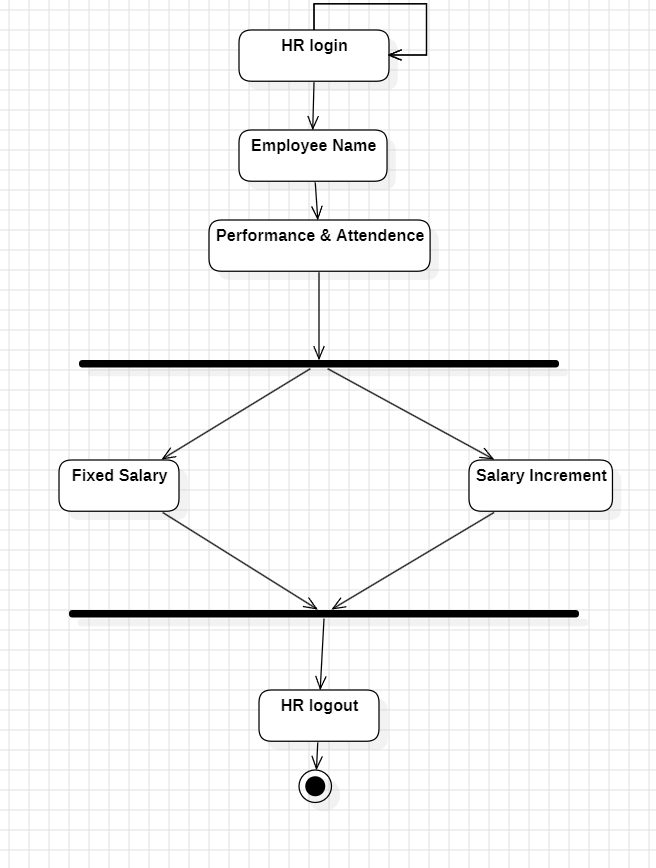 HR login
Employee Name
Performance & Attendence
Fixed Salary
Salary Increment
HR logout